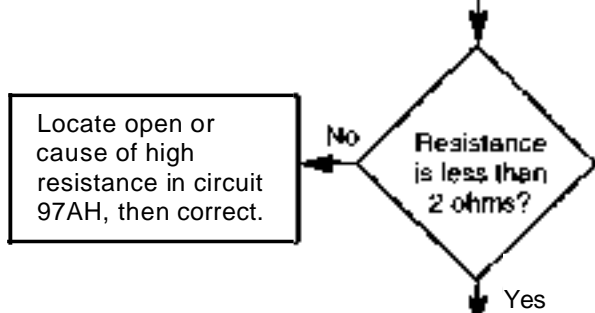 Locate open or
cause of high
resistance in circuit
97AH, then correct.
No
Resistance
is less than
2 ohms?
Yes